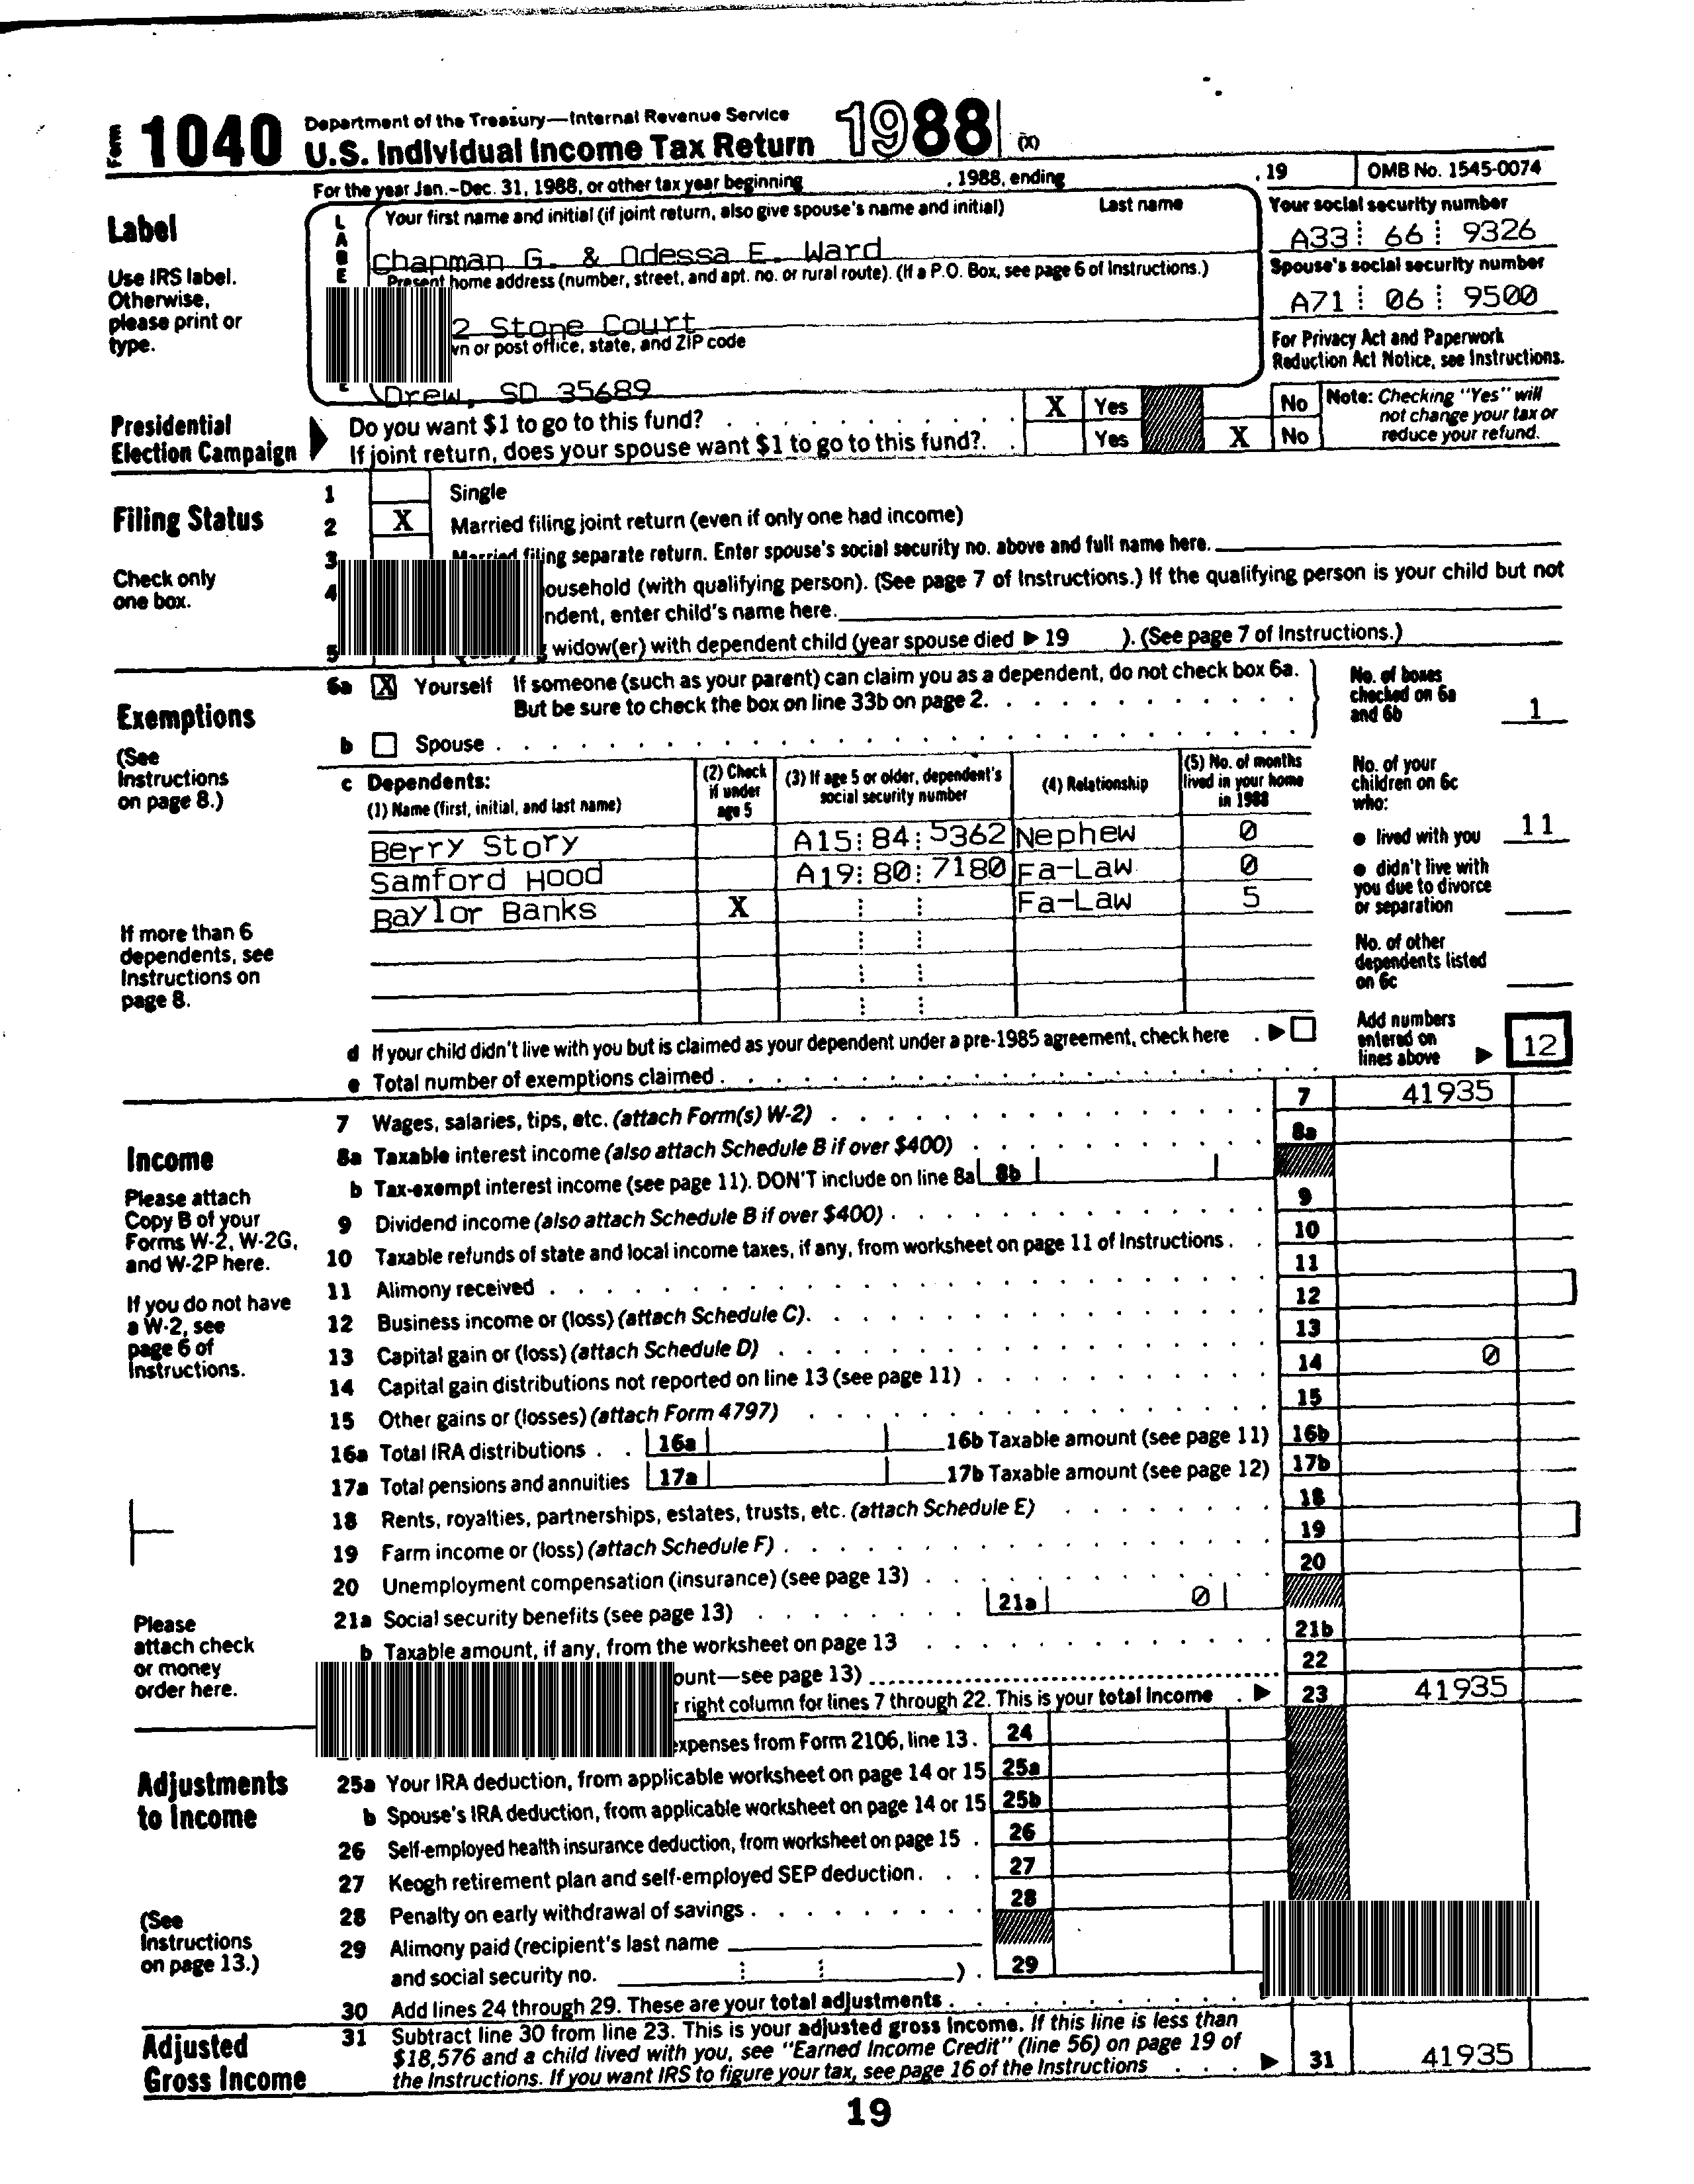 Form 1040 Department of the Treasury—Internal Revenue Service
U.S. Individual Income Tax Return 1988 (X)
For the year Jan.-Dec. 31, 1988, or other tax year beginning , 1988, ending , 19 OMB No. 1545-0074
Label
Use IRS label.
Otherwise,
please print or
type.
L
A
B
E
Your first name and initial (if joint return, also give spouse's name and initial) Last name
Chapman G. & Odessa E. Ward
Present home address (number, street, and apt. no. or rural route). (If a P.O. Box, see page 6 of Instructions.)
2 Stone Court
or post office, state, and ZIP code
Drew, SD 35689
Your social security number
A33 66 9326
Spouse's social security number
A71 06 9500
For Privacy Act and Paperwork
Reduction Act Notice, see Instructions.
Presidential
Election Campaign
Do you want $1 to go to this fund? X Yes No
If joint return, does your spouse want $1 to go to this fund? Yes X No
Note: Checking "Yes" will
not change your tax or
reduce your refund.
Filing Status
Check only
one box.
1 Single
2 X Married filing joint return (even if only one had income)
3 Married filing separate return. Enter spouse's social security no. above and full name here.
4 ousehold (with qualifying person). (See page 7 of Instructions.) If the qualifying person is your child but not
ndent, enter child's name here.
5 widow(er) with dependent child (year spouse died ▶ 19 ). (See page 7 of Instructions.)
Exemptions
(See
Instructions
on page 8.)
If more than 6
dependents, see
Instructions on
page 8.
6a X Yourself If someone (such as your parent) can claim you as a dependent, do not check box 6a.
But be sure to check the box on line 33b on page 2.
b Spouse
No. of boxes
checked on 6a
and 6b 1
c Dependents:
(1) Name (first, initial, and last name)
(2) Check
if under
age 5
(3) If age 5 or older, dependent's
social security number
(4) Relationship
(5) No. of months
lived in your home
in 1988
Berry Story A15 84 5362 Nephew 0
Samford Hood A19 80 7180 Fa-Law 0
Baylor Banks X Fa-Law 5
No. of your
children on 6c
who:
● lived with you 11
● didn't live with
you due to divorce
or separation
No. of other
dependents listed
on 6c
d If your child didn't live with you but is claimed as your dependent under a pre-1985 agreement, check here ▶
e Total number of exemptions claimed
Add numbers
entered on
lines above ▶ 12
Income
Please attach
Copy B of your
Forms W-2, W-2G,
and W-2P here.
If you do not have
a W-2, see
page 6 of
Instructions.
Please
attach check
or money
order here.
7 Wages, salaries, tips, etc. (attach Form(s) W-2) 7 41935
8a Taxable interest income (also attach Schedule B if over $400) 8a
b Tax-exempt interest income (see page 11). DON'T include on line 8a 8b
9 Dividend income (also attach Schedule B if over $400) 9
10 Taxable refunds of state and local income taxes, if any, from worksheet on page 11 of Instructions 10
11 Alimony received 11
12 Business income or (loss) (attach Schedule C) 12
13 Capital gain or (loss) (attach Schedule D) 13
14 Capital gain distributions not reported on line 13 (see page 11) 14 0
15 Other gains or (losses) (attach Form 4797) 15
16a Total IRA distributions 16a 16b Taxable amount (see page 11) 16b
17a Total pensions and annuities 17a 17b Taxable amount (see page 12) 17b
18 Rents, royalties, partnerships, estates, trusts, etc. (attach Schedule E) 18
19 Farm income or (loss) (attach Schedule F) 19
20 Unemployment compensation (insurance) (see page 13) 20
21a Social security benefits (see page 13) 21a 0
b Taxable amount, if any, from the worksheet on page 13 21b
ount—see page 13) 22
right column for lines 7 through 22. This is your total income ▶ 23 41935
Adjustments
to Income
(See
Instructions
on page 13.)
expenses from Form 2106, line 13 24
25a Your IRA deduction, from applicable worksheet on page 14 or 15 25a
b Spouse's IRA deduction, from applicable worksheet on page 14 or 15 25b
26 Self-employed health insurance deduction, from worksheet on page 15 26
27 Keogh retirement plan and self-employed SEP deduction 27
28 Penalty on early withdrawal of savings 28
29 Alimony paid (recipient's last name
and social security no. ) 29
30 Add lines 24 through 29. These are your total adjustments
Adjusted
Gross Income
31 Subtract line 30 from line 23. This is your adjusted gross income. If this line is less than
$18,576 and a child lived with you, see "Earned Income Credit" (line 56) on page 19 of
the Instructions. If you want IRS to figure your tax, see page 16 of the Instructions ▶ 31 41935
19